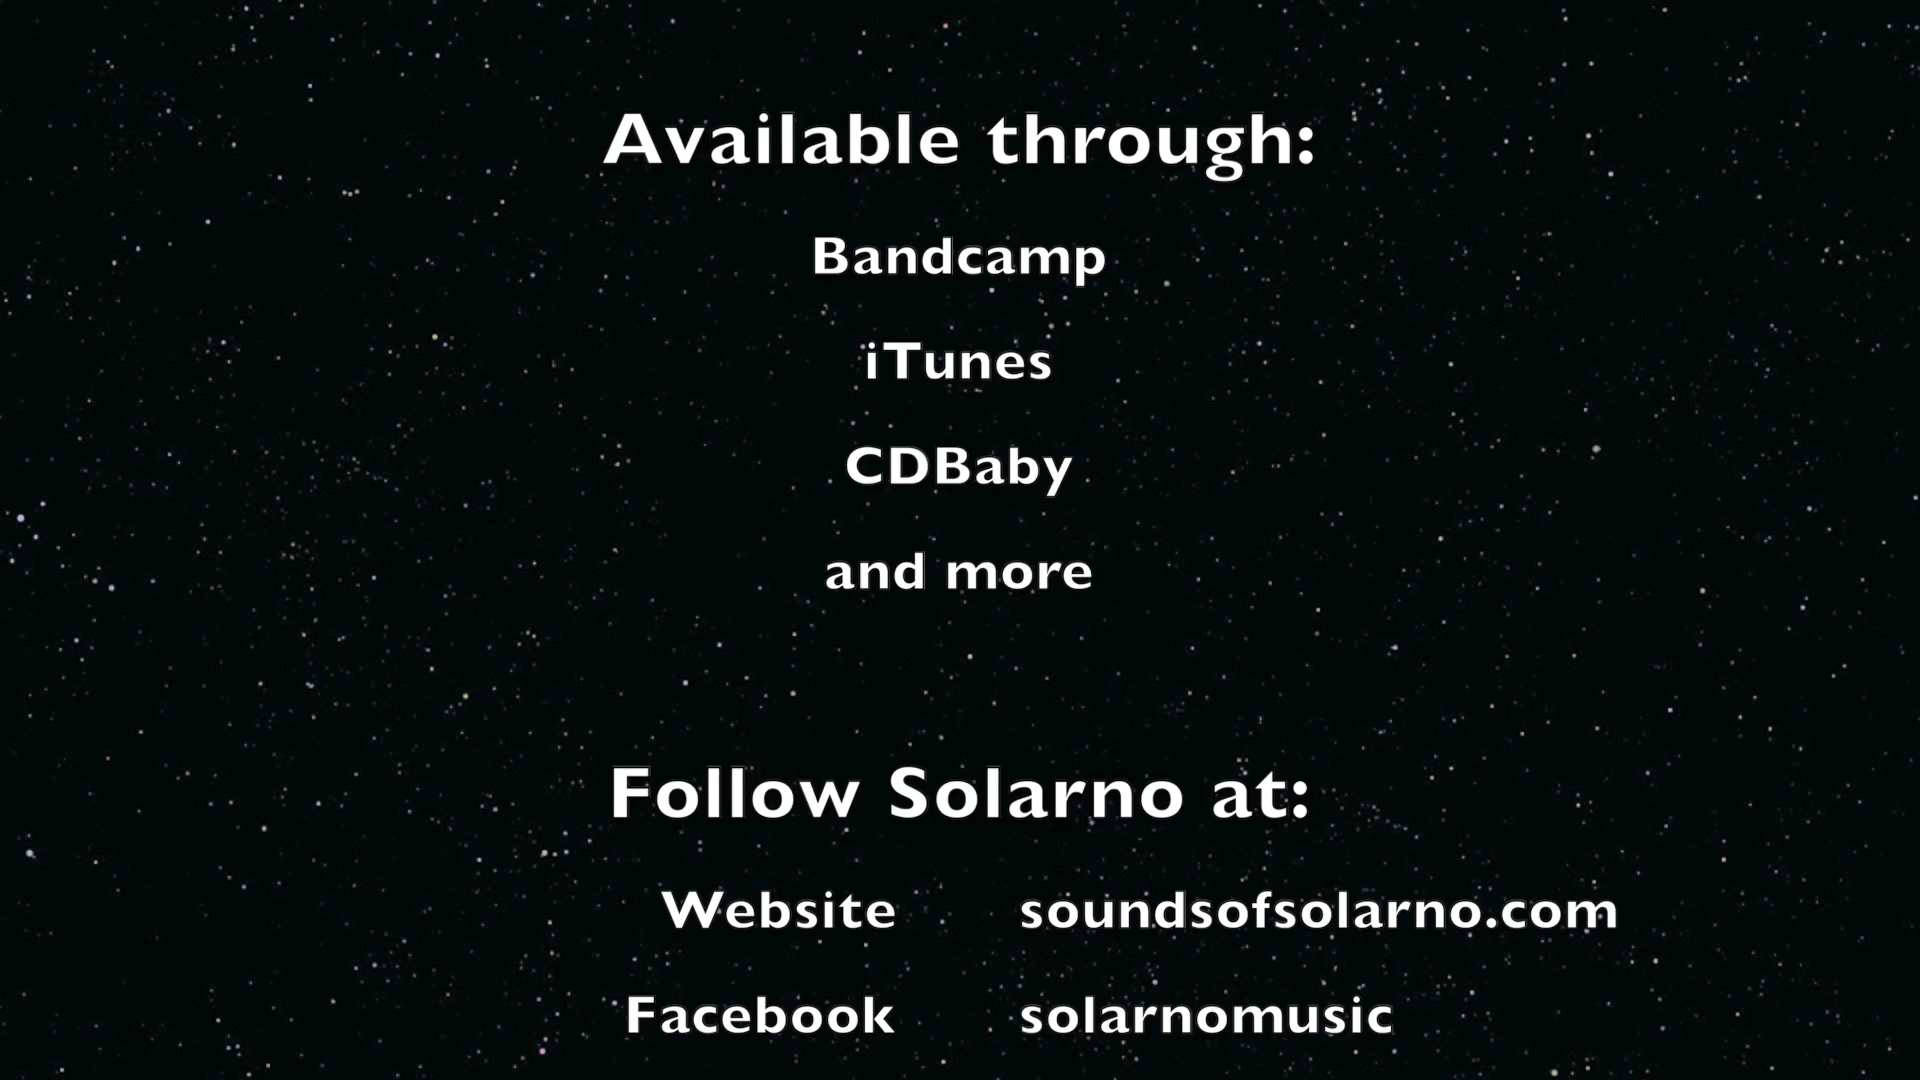 Available through:
Bandcamp
iTunes
CDBaby
and more
Follow Solarno at:
Website soundsofsolarno.com
Facebook solarnomusic